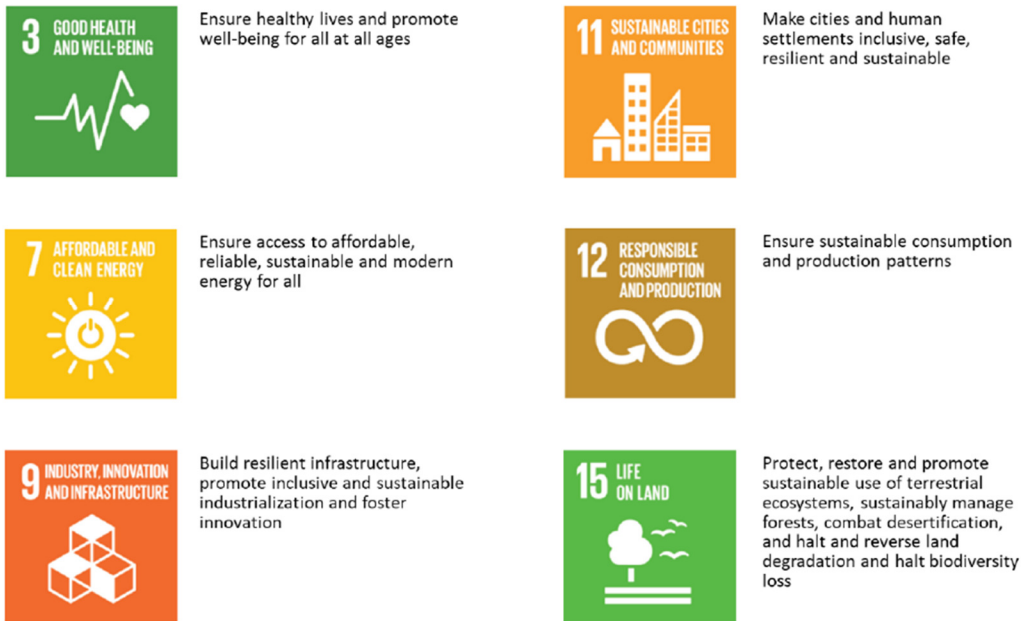 3 GOOD HEALTH
AND WELL-BEING
Ensure healthy lives and promote
well-being for all at all ages
7 AFFORDABLE AND
CLEAN ENERGY
Ensure access to affordable,
reliable, sustainable and modern
energy for all
9 INDUSTRY, INNOVATION
AND INFRASTRUCTURE
Build resilient infrastructure,
promote inclusive and sustainable
industrialization and foster
innovation
11 SUSTAINABLE CITIES
AND COMMUNITIES
Make cities and human
settlements inclusive, safe,
resilient and sustainable
12 RESPONSIBLE
CONSUMPTION
AND PRODUCTION
Ensure sustainable consumption
and production patterns
15 LIFE
ON LAND
Protect, restore and promote
sustainable use of terrestrial
ecosystems, sustainably manage
forests, combat desertification,
and halt and reverse land
degradation and halt biodiversity
loss